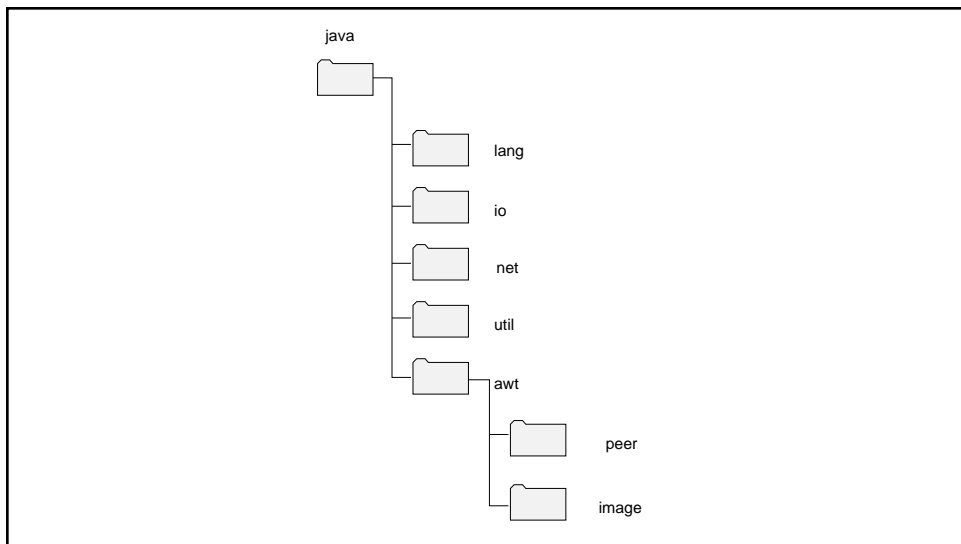 java
lang
io
net
util
awt
peer
image